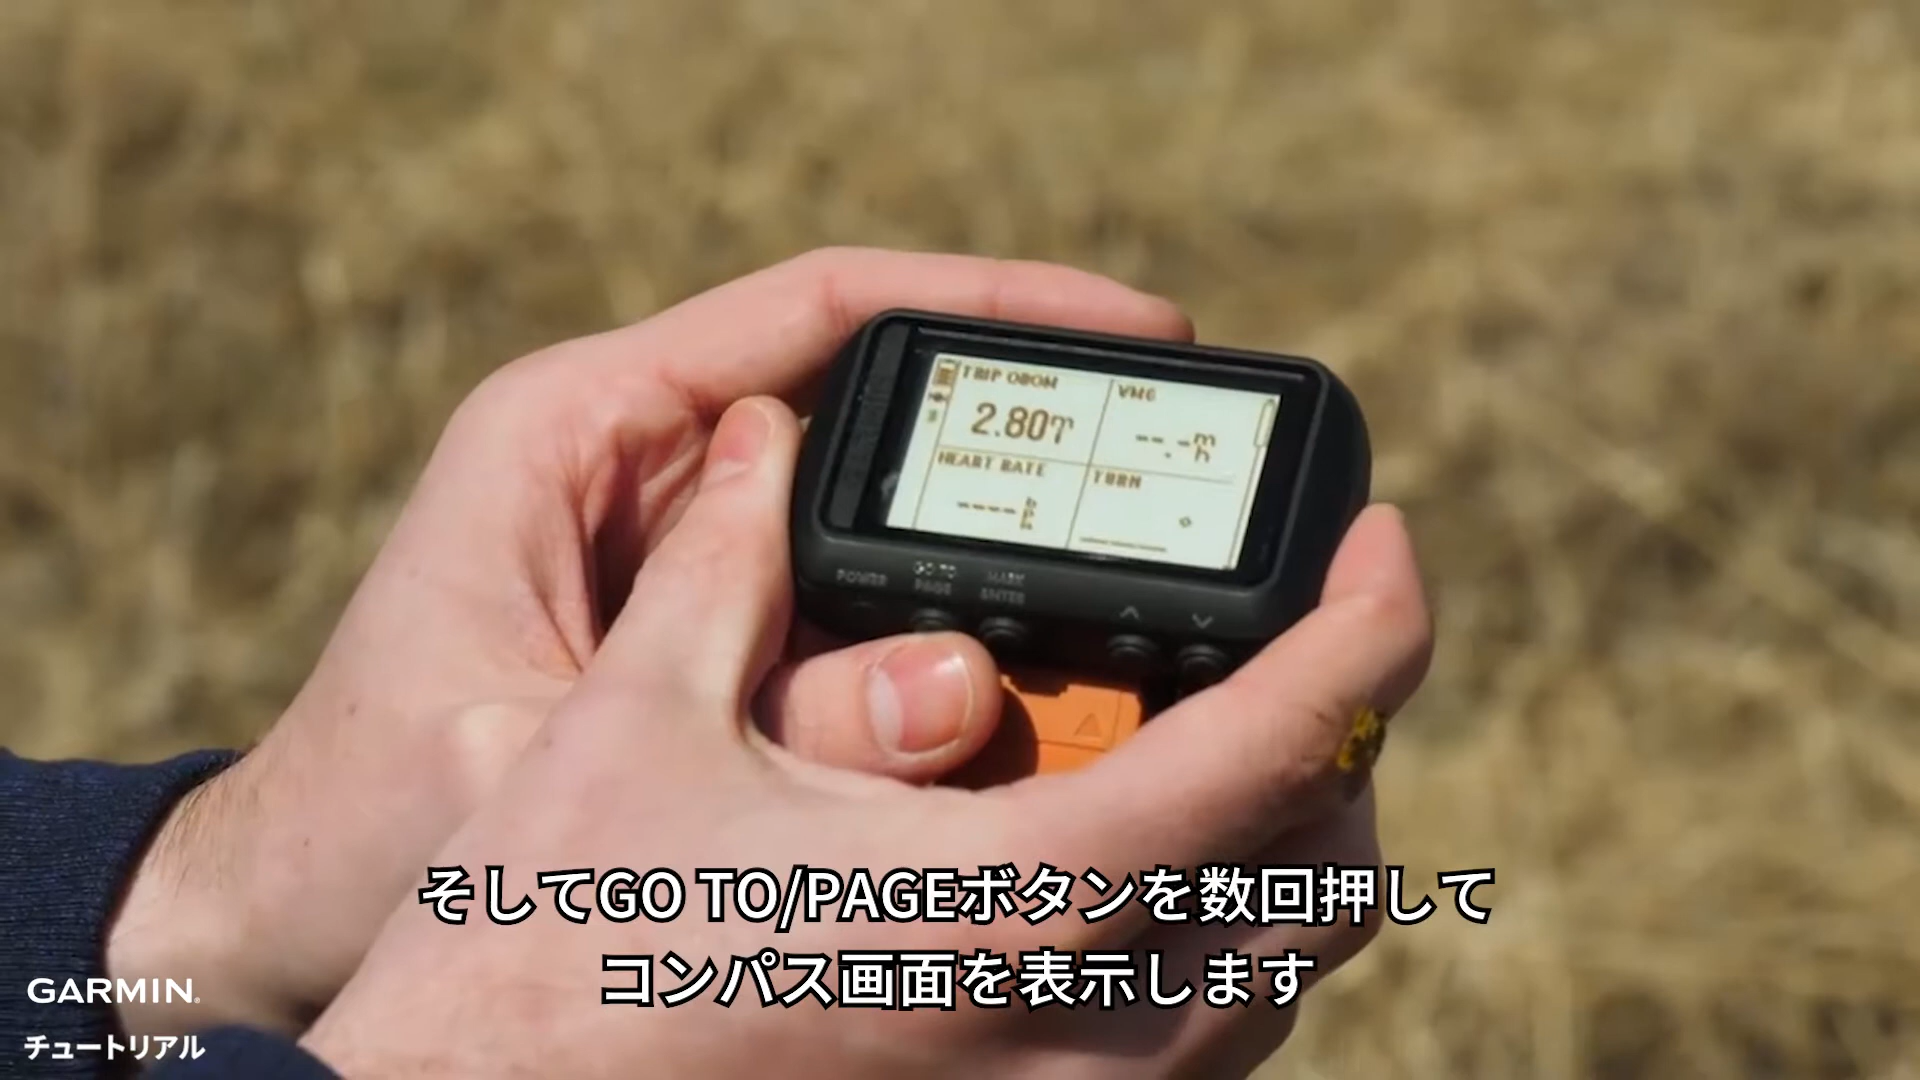 TRIP ODOM
VMG
2.80
--.-m/h
HEART RATE
TURN
POWER
GO TO
PAGE
MARK
ENTER
そしてGO TO/PAGEボタンを数回押して
コンパス画面を表示します
GARMIN
チュートリアル